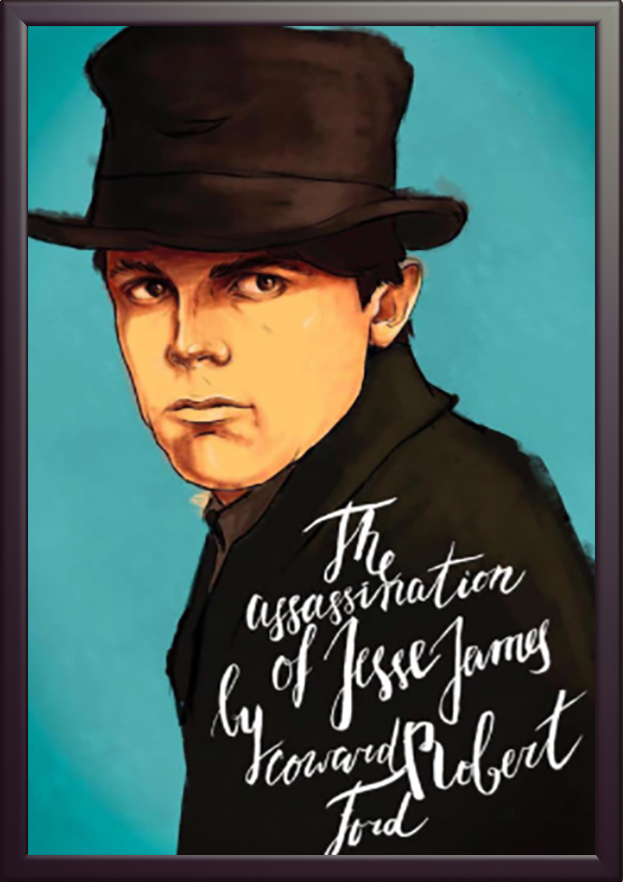 The
assassination
of Jesse James
by
coward Robert
Ford